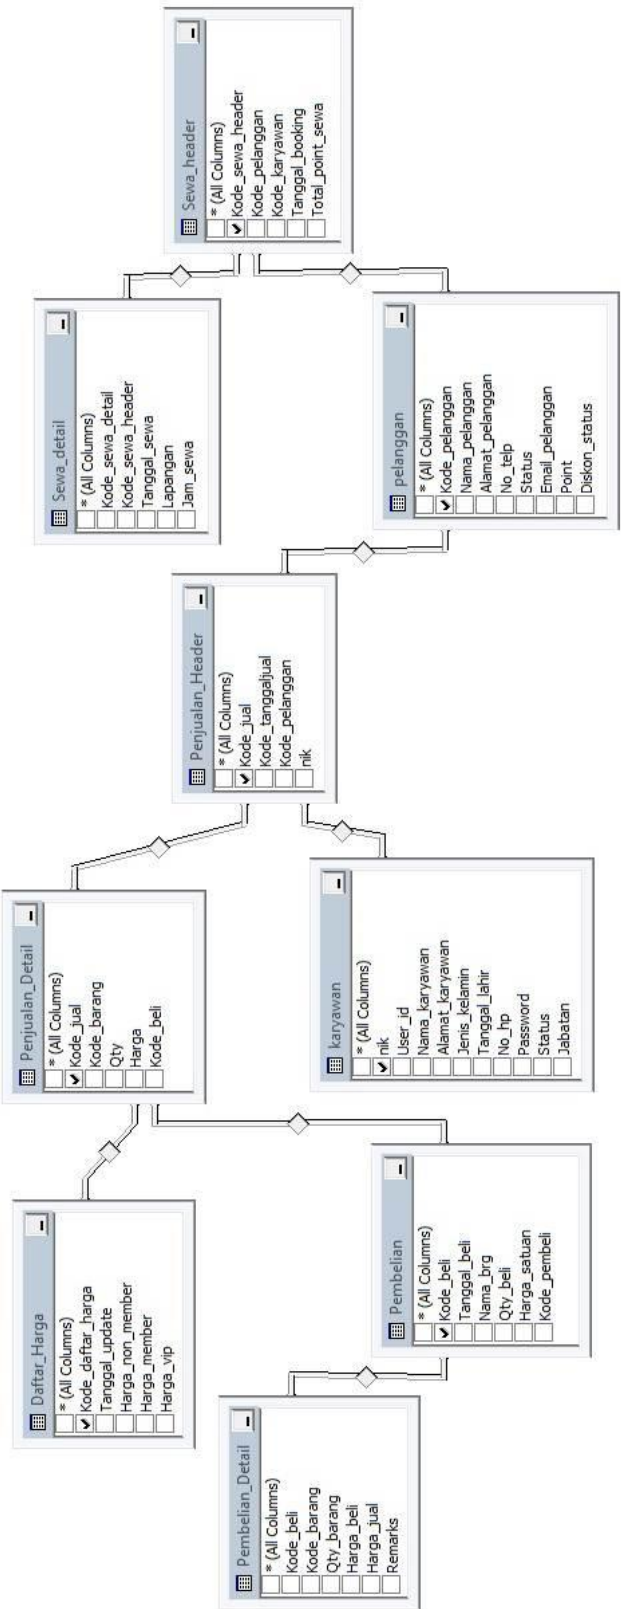 Pembelian_Detail
* (All Columns)
Kode_beli
Kode_barang
Qty_barang
Harga_beli
Harga_jual
Remarks
Daftar_Harga
* (All Columns)
Kode_daftar_harga
Tanggal_update
Harga_non_member
Harga_member
Harga_vip
Pembelian
* (All Columns)
Kode_beli
Tanggal_beli
Nama_brg
Qty_beli
Harga_satuan
Kode_pembeli
Penjualan_Detail
* (All Columns)
Kode_jual
Kode_barang
Qty
Harga
Kode_beli
karyawan
* (All Columns)
nik
User_id
Nama_karyawan
Alamat_karyawan
Jenis_kelamin
Tanggal_lahir
No_hp
Password
Status
Jabatan
Penjualan_Header
* (All Columns)
Kode_jual
Kode_tanggaljual
Kode_pelanggan
nik
Sewa_detail
* (All Columns)
Kode_sewa_detail
Kode_sewa_header
Tanggal_sewa
Lapangan
Jam_sewa
pelanggan
* (All Columns)
Kode_pelanggan
Nama_pelanggan
Alamat_pelanggan
No_telp
Status
Email_pelanggan
Point
Diskon_status
Sewa_header
* (All Columns)
Kode_sewa_header
Kode_pelanggan
Kode_karyawan
Tanggal_booking
Total_point_sewa